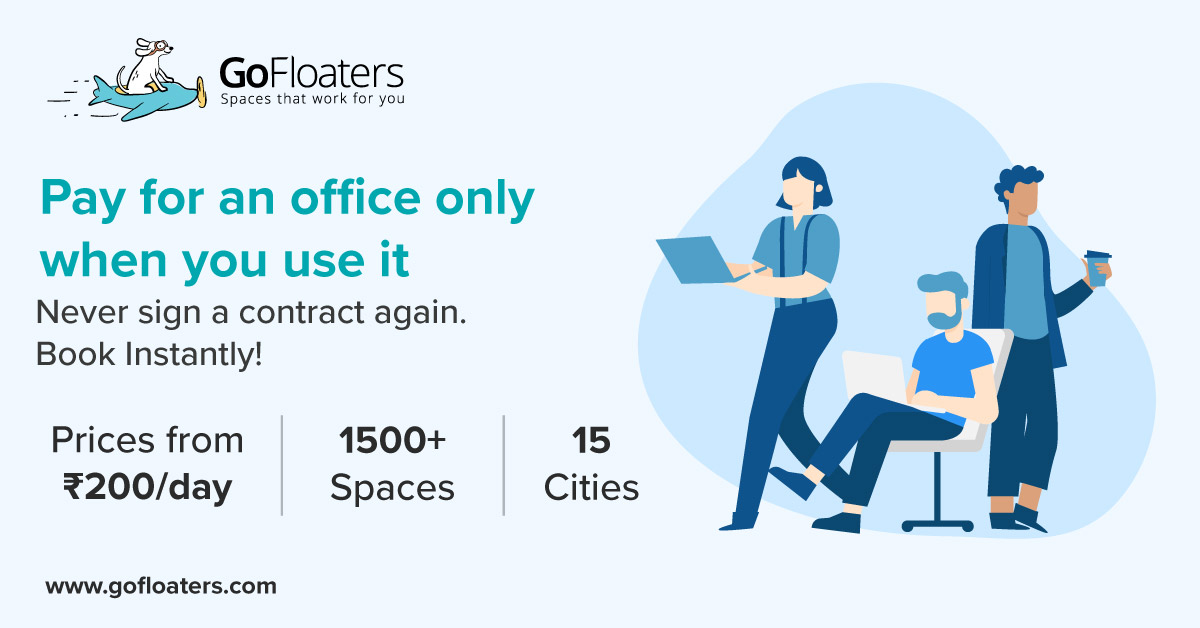 GoFloaters
Spaces that work for you
Pay for an office only
when you use it
Never sign a contract again.
Book Instantly!
Prices from
₹200/day
1500+
Spaces
15
Cities
www.gofloaters.com